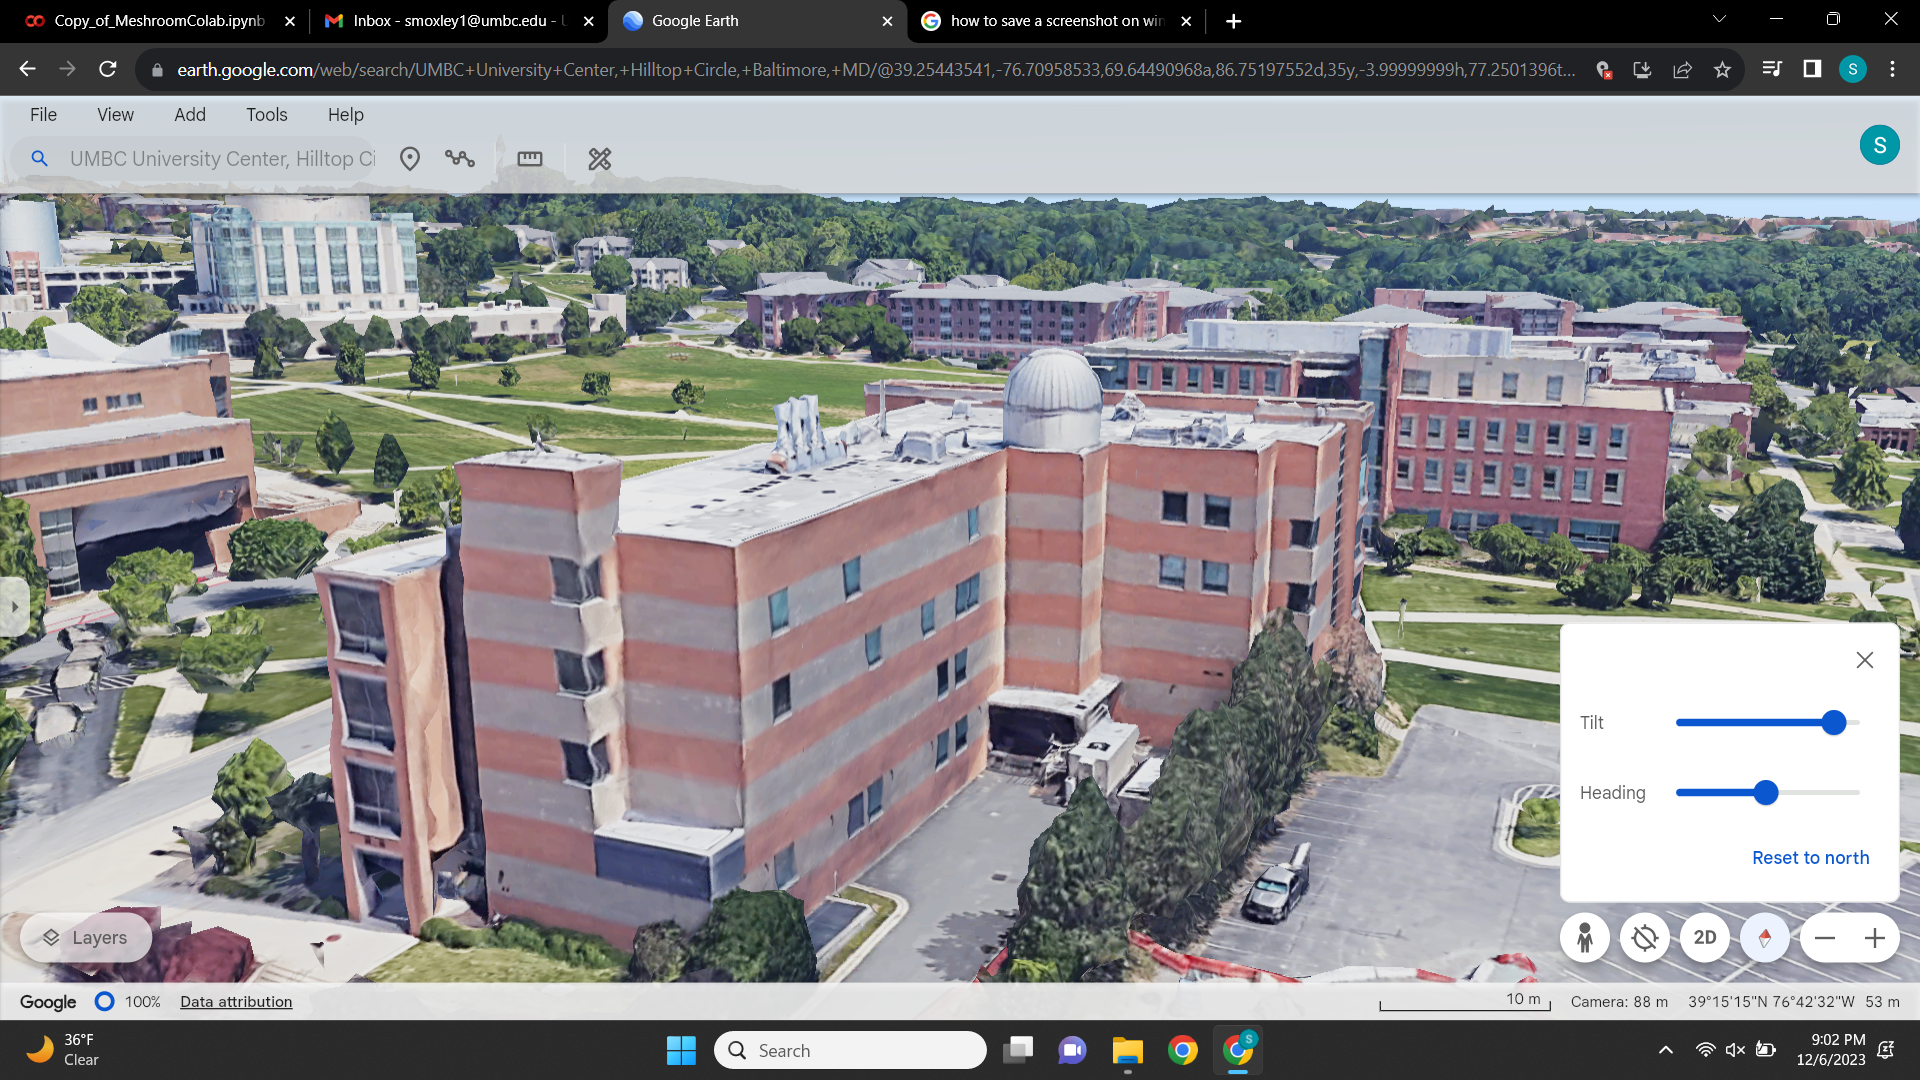 Copy_of_MeshroomColab.ipynb
Inbox - smoxley1@umbc.edu - U
Google Earth
how to save a screenshot on win
earth.google.com/web/search/UMBC+University+Center,+Hilltop+Circle,+Baltimore,+MD/@39.25443541,-76.70958533,69.64490968a,86.75197552d,35y,-3.99999999h,77.2501396t...
S
File View Add Tools Help
UMBC University Center, Hilltop Ci
S
Tilt
Heading
Reset to north
Layers
2D
Google 100% Data attribution
10 m
Camera: 88 m 39°15'15"N 76°42'32"W 53 m
36°F
Clear
Search
S
9:02 PM
12/6/2023